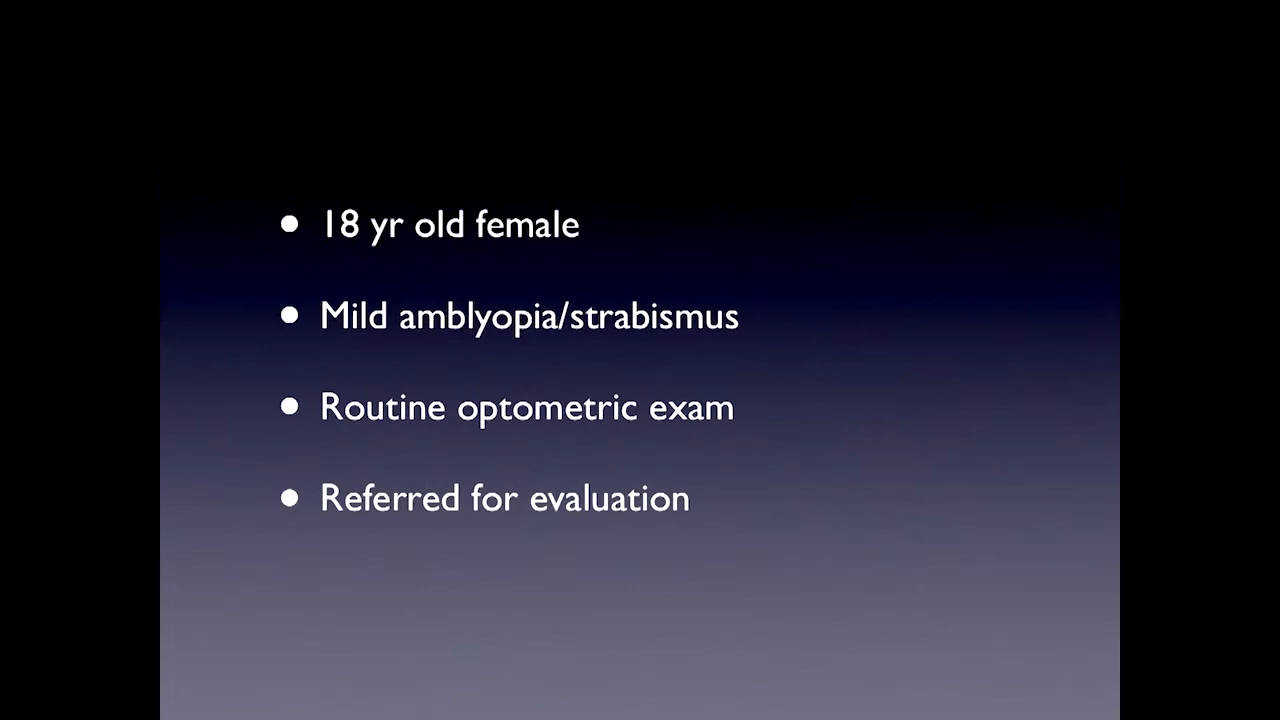 • 18 yr old female
• Mild amblyopia/strabismus
• Routine optometric exam
• Referred for evaluation